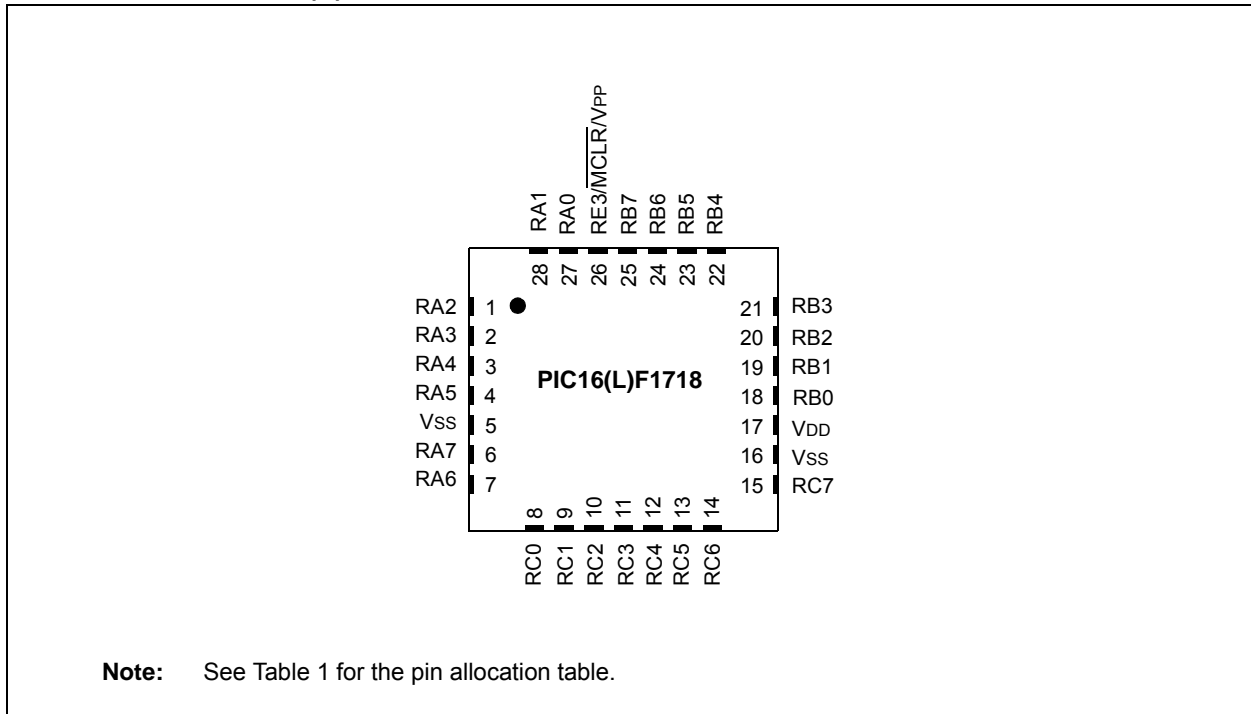 RE3/MCLR/VPP
RA1
RA0
RB7
RB6
RB5
RB4
28
27
26
25
24
23
22
RA2 1
RA3 2
RA4 3
RA5 4
VSS 5
RA7 6
RA6 7
PIC16(L)F1718
21 RB3
20 RB2
19 RB1
18 RB0
17 VDD
16 VSS
15 RC7
8
9
10
11
12
13
14
RC0
RC1
RC2
RC3
RC4
RC5
RC6
Note: See Table 1 for the pin allocation table.